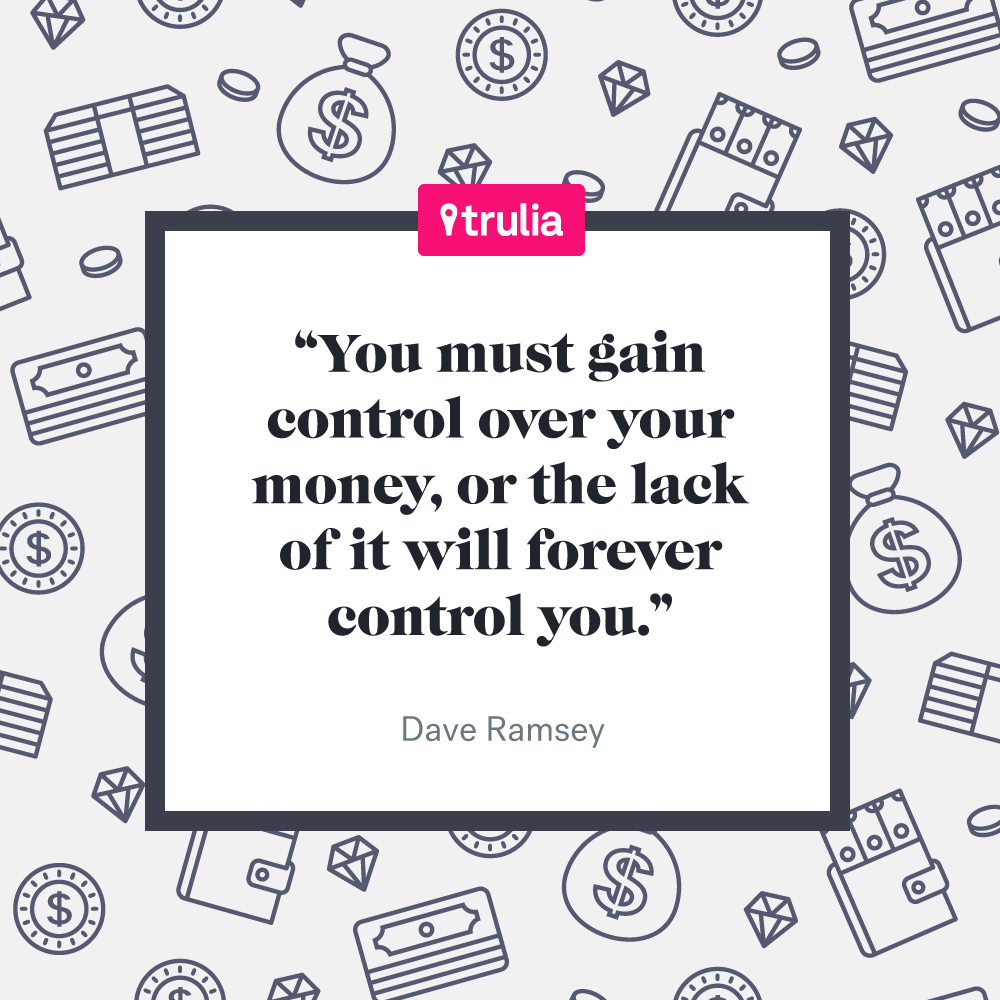 trulia
“You must gain
control over your
money, or the lack
of it will forever
control you.”
Dave Ramsey